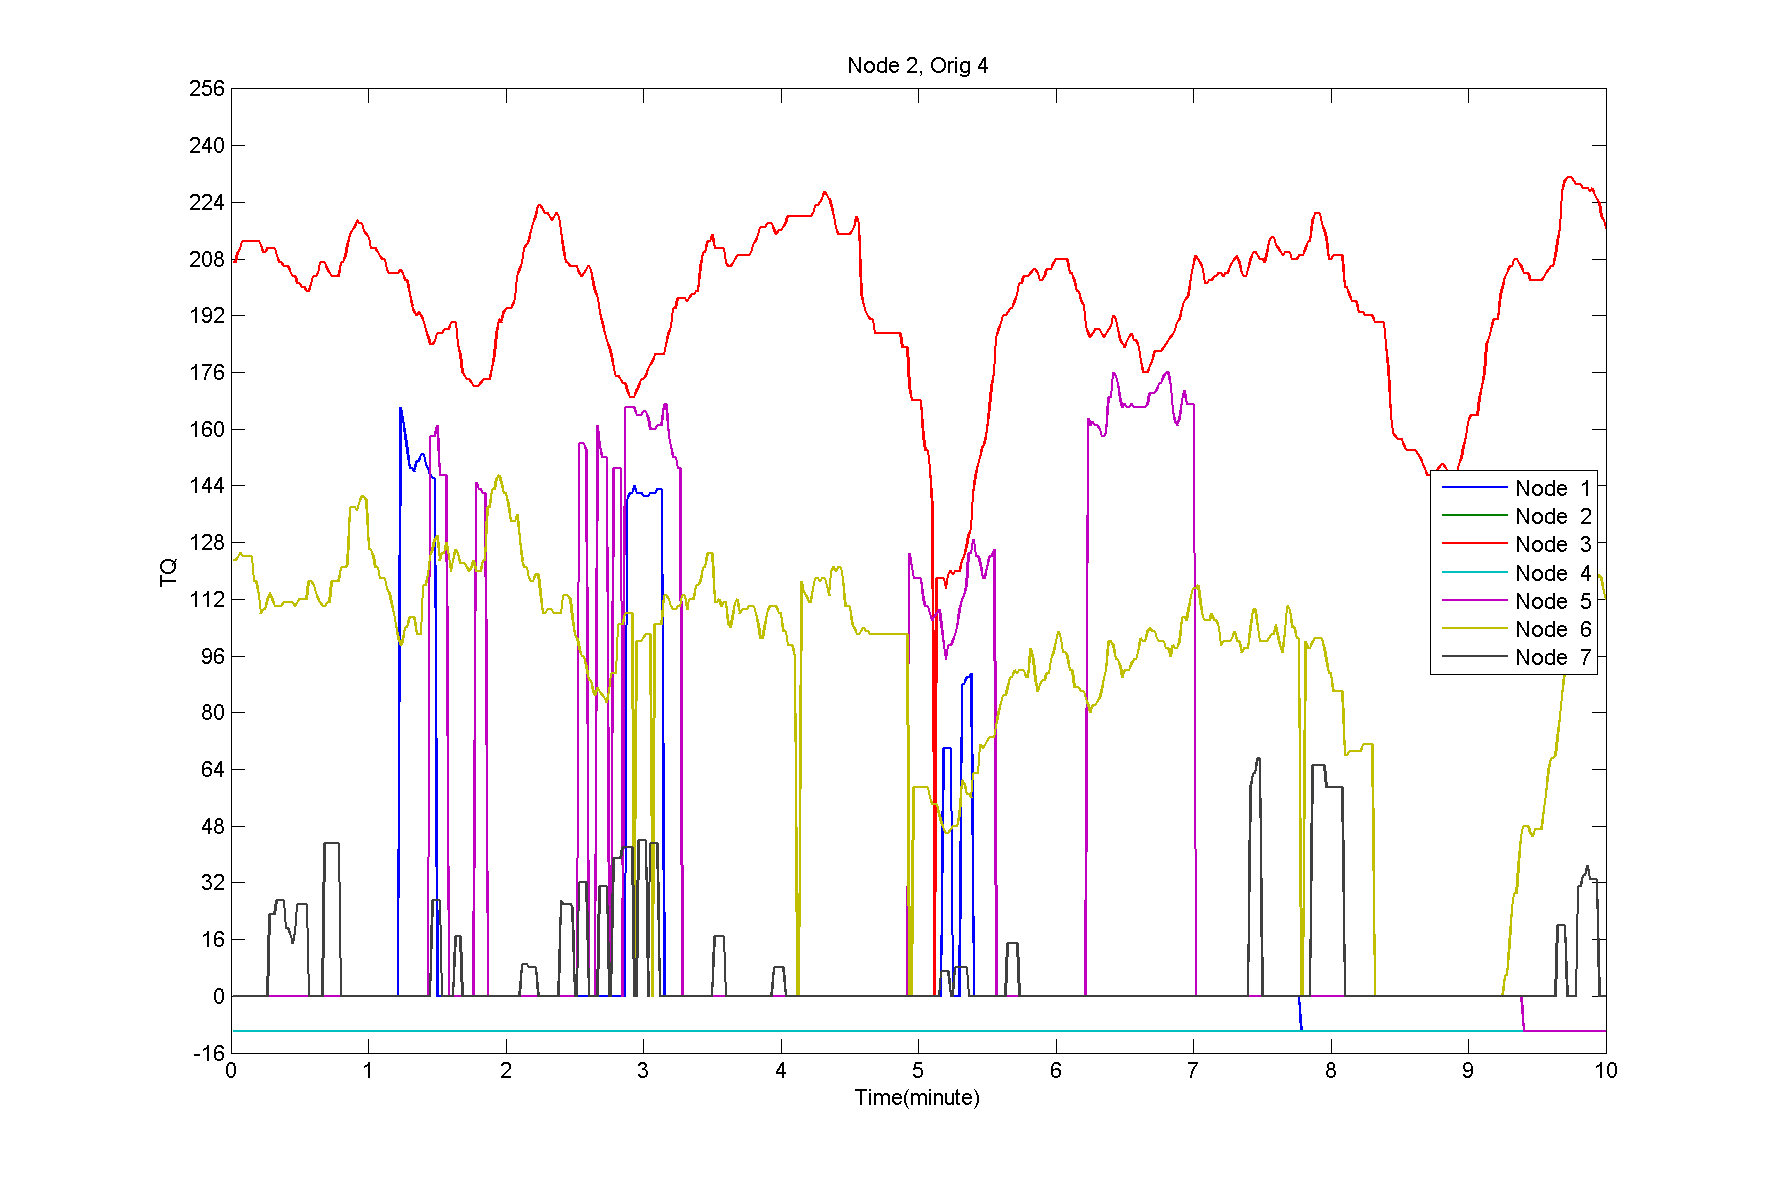 Node 2, Orig 4
256
240
224
208
192
176
160
144
128
112
96
80
64
48
32
16
0
-16
TQ
Node 1
Node 2
Node 3
Node 4
Node 5
Node 6
Node 7
0 1 2 3 4 5 6 7 8 9 10
Time(minute)